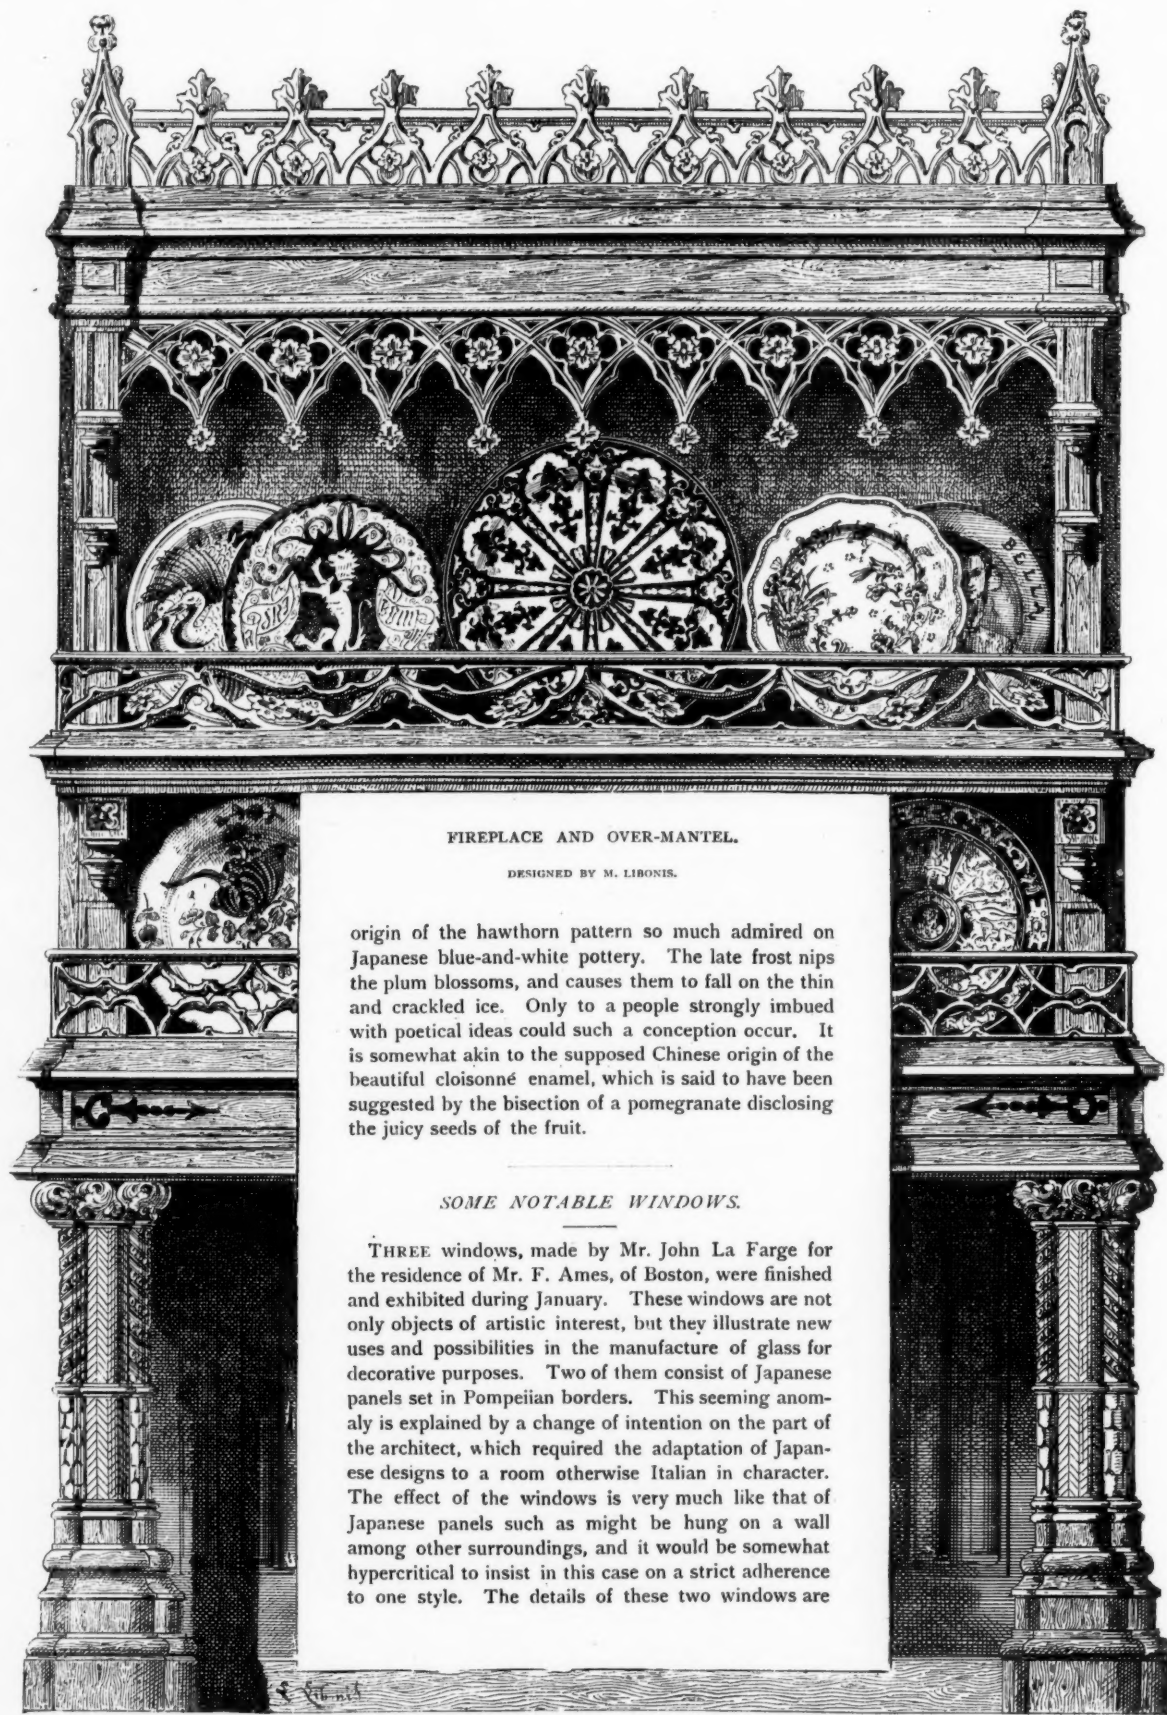 BELLA
FIREPLACE AND OVER-MANTEL.
DESIGNED BY M. LIBONIS.
origin of the hawthorn pattern so much admired on
Japanese blue-and-white pottery. The late frost nips
the plum blossoms, and causes them to fall on the thin
and crackled ice. Only to a people strongly imbued
with poetical ideas could such a conception occur. It
is somewhat akin to the supposed Chinese origin of the
beautiful cloisonné enamel, which is said to have been
suggested by the bisection of a pomegranate disclosing
the juicy seeds of the fruit.
SOME NOTABLE WINDOWS.
THREE windows, made by Mr. John La Farge for
the residence of Mr. F. Ames, of Boston, were finished
and exhibited during January. These windows are not
only objects of artistic interest, but they illustrate new
uses and possibilities in the manufacture of glass for
decorative purposes. Two of them consist of Japanese
panels set in Pompeiian borders. This seeming anom-
aly is explained by a change of intention on the part of
the architect, which required the adaptation of Japan-
ese designs to a room otherwise Italian in character.
The effect of the windows is very much like that of
Japanese panels such as might be hung on a wall
among other surroundings, and it would be somewhat
hypercritical to insist in this case on a strict adherence
to one style. The details of these two windows are